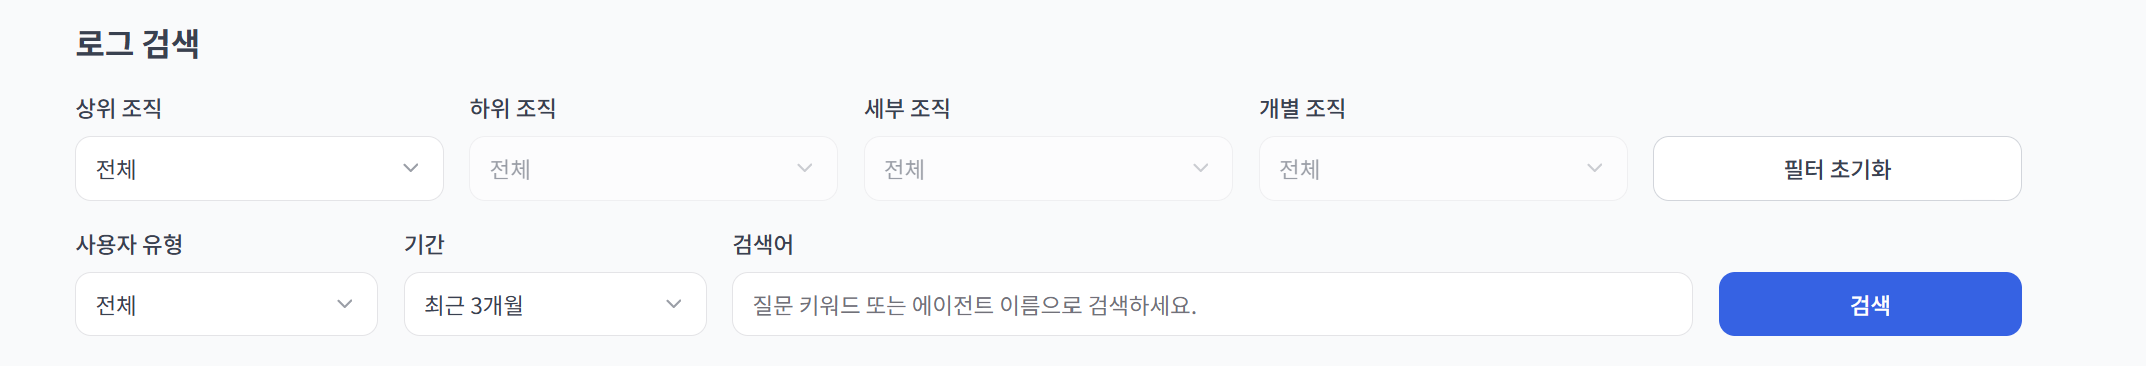 로그 검색
상위 조직 하위 조직 세부 조직 개별 조직
전체 전체 전체 전체 필터 초기화
사용자 유형 기간 검색어
전체 최근 3개월 질문 키워드 또는 에이전트 이름으로 검색하세요. 검색